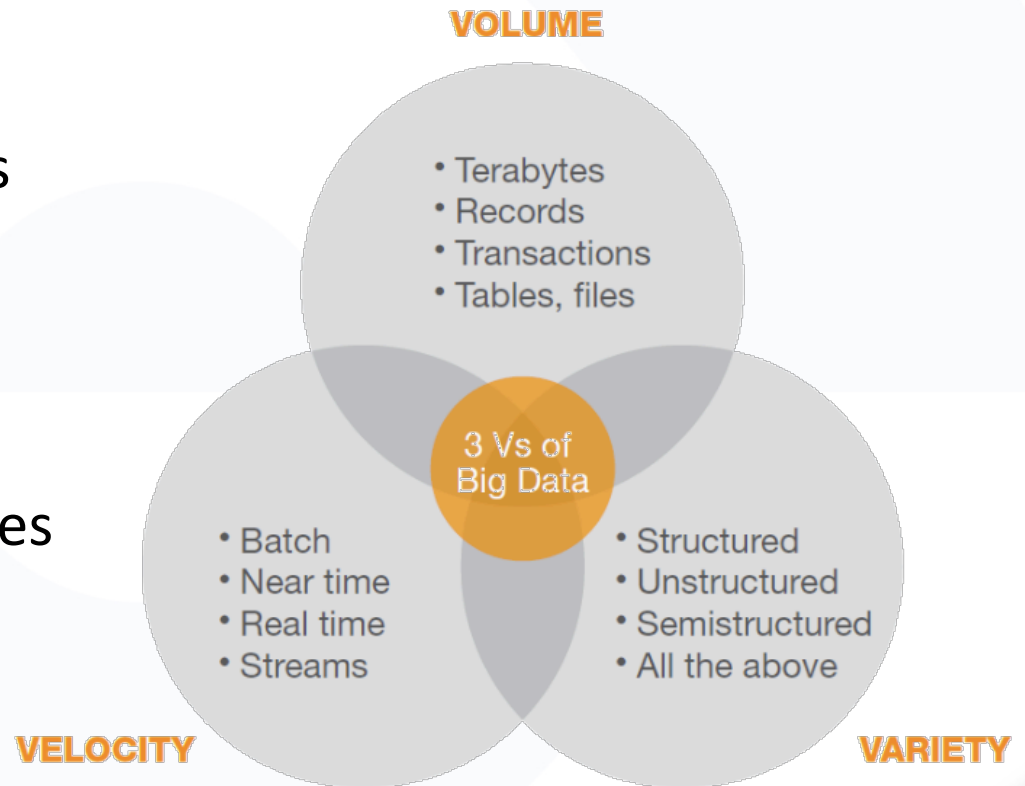 VOLUME
s
• Terabytes
• Records
• Transactions
• Tables, files
3 Vs of
Big Data
es
• Batch
• Near time
• Real time
• Streams
• Structured
• Unstructured
• Semistructured
• All the above
VELOCITY
VARIETY